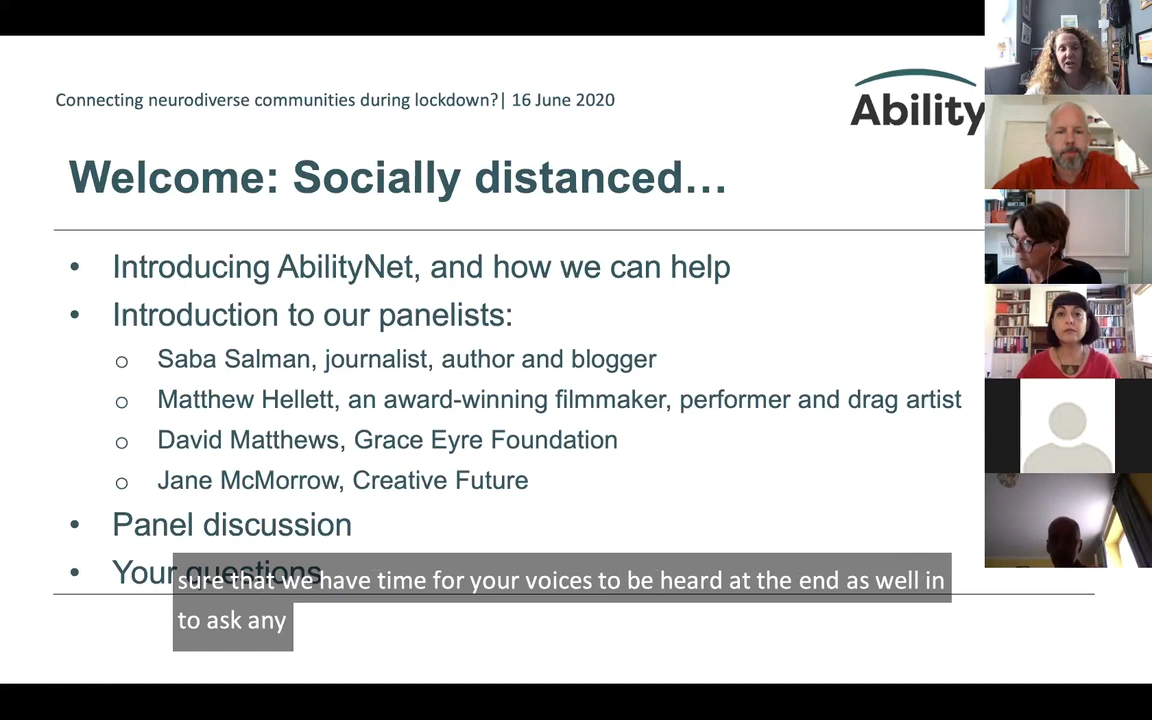 Connecting neurodiverse communities during lockdown?| 16 June 2020
Ability
Welcome: Socially distanced…
• Introducing AbilityNet, and how we can help
• Introduction to our panelists:
o Saba Salman, journalist, author and blogger
o Matthew Hellett, an award-winning filmmaker, performer and drag artist
o David Matthews, Grace Eyre Foundation
o Jane McMorrow, Creative Future
• Panel discussion
• Your questions
sure that we have time for your voices to be heard at the end as well in
to ask any